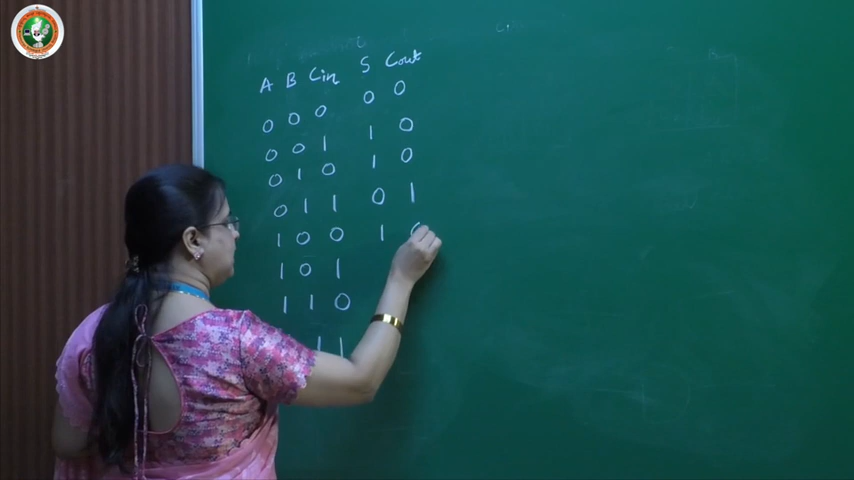 A B Cin S Cout
0 0 0 0 0
0 0 1 1 0
0 1 0 1 0
0 1 1 0 1
1 0 0 1 0
1 0 1
1 1 0
1 1